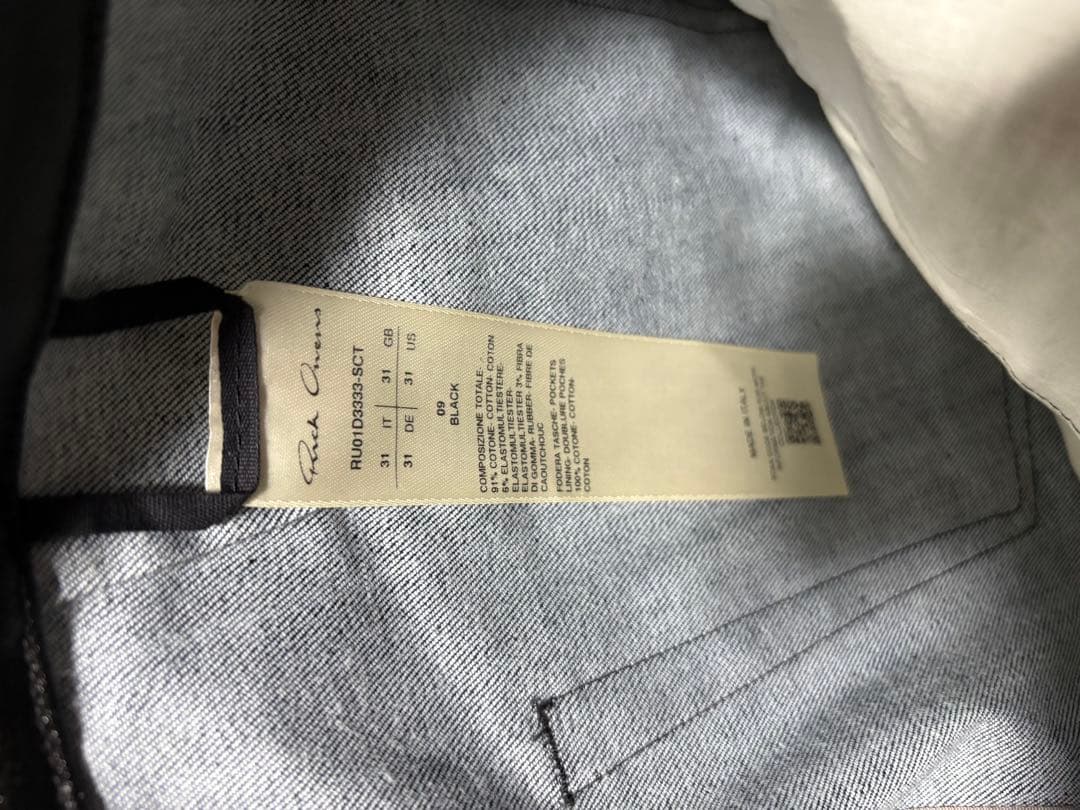 Rick Owens
RU01D3333-SCT
31 IT 31 GB
31 DE 31 US
09
BLACK
COMPOSIZIONE TOTALE-
91% COTONE- COTTON- COTON
6% ELASTOMULTIESTERE-
ELASTOMULTIESTER-
ELASTOMULTIESTER 3% FIBRA
DI GOMMA- RUBBER- FIBRE DE
CAOUTCHOUC
FODERA TASCHE- POCKETS
LINING- DOUBLURE POCHES
100% COTONE- COTTON-
COTON
MADE IN ITALY